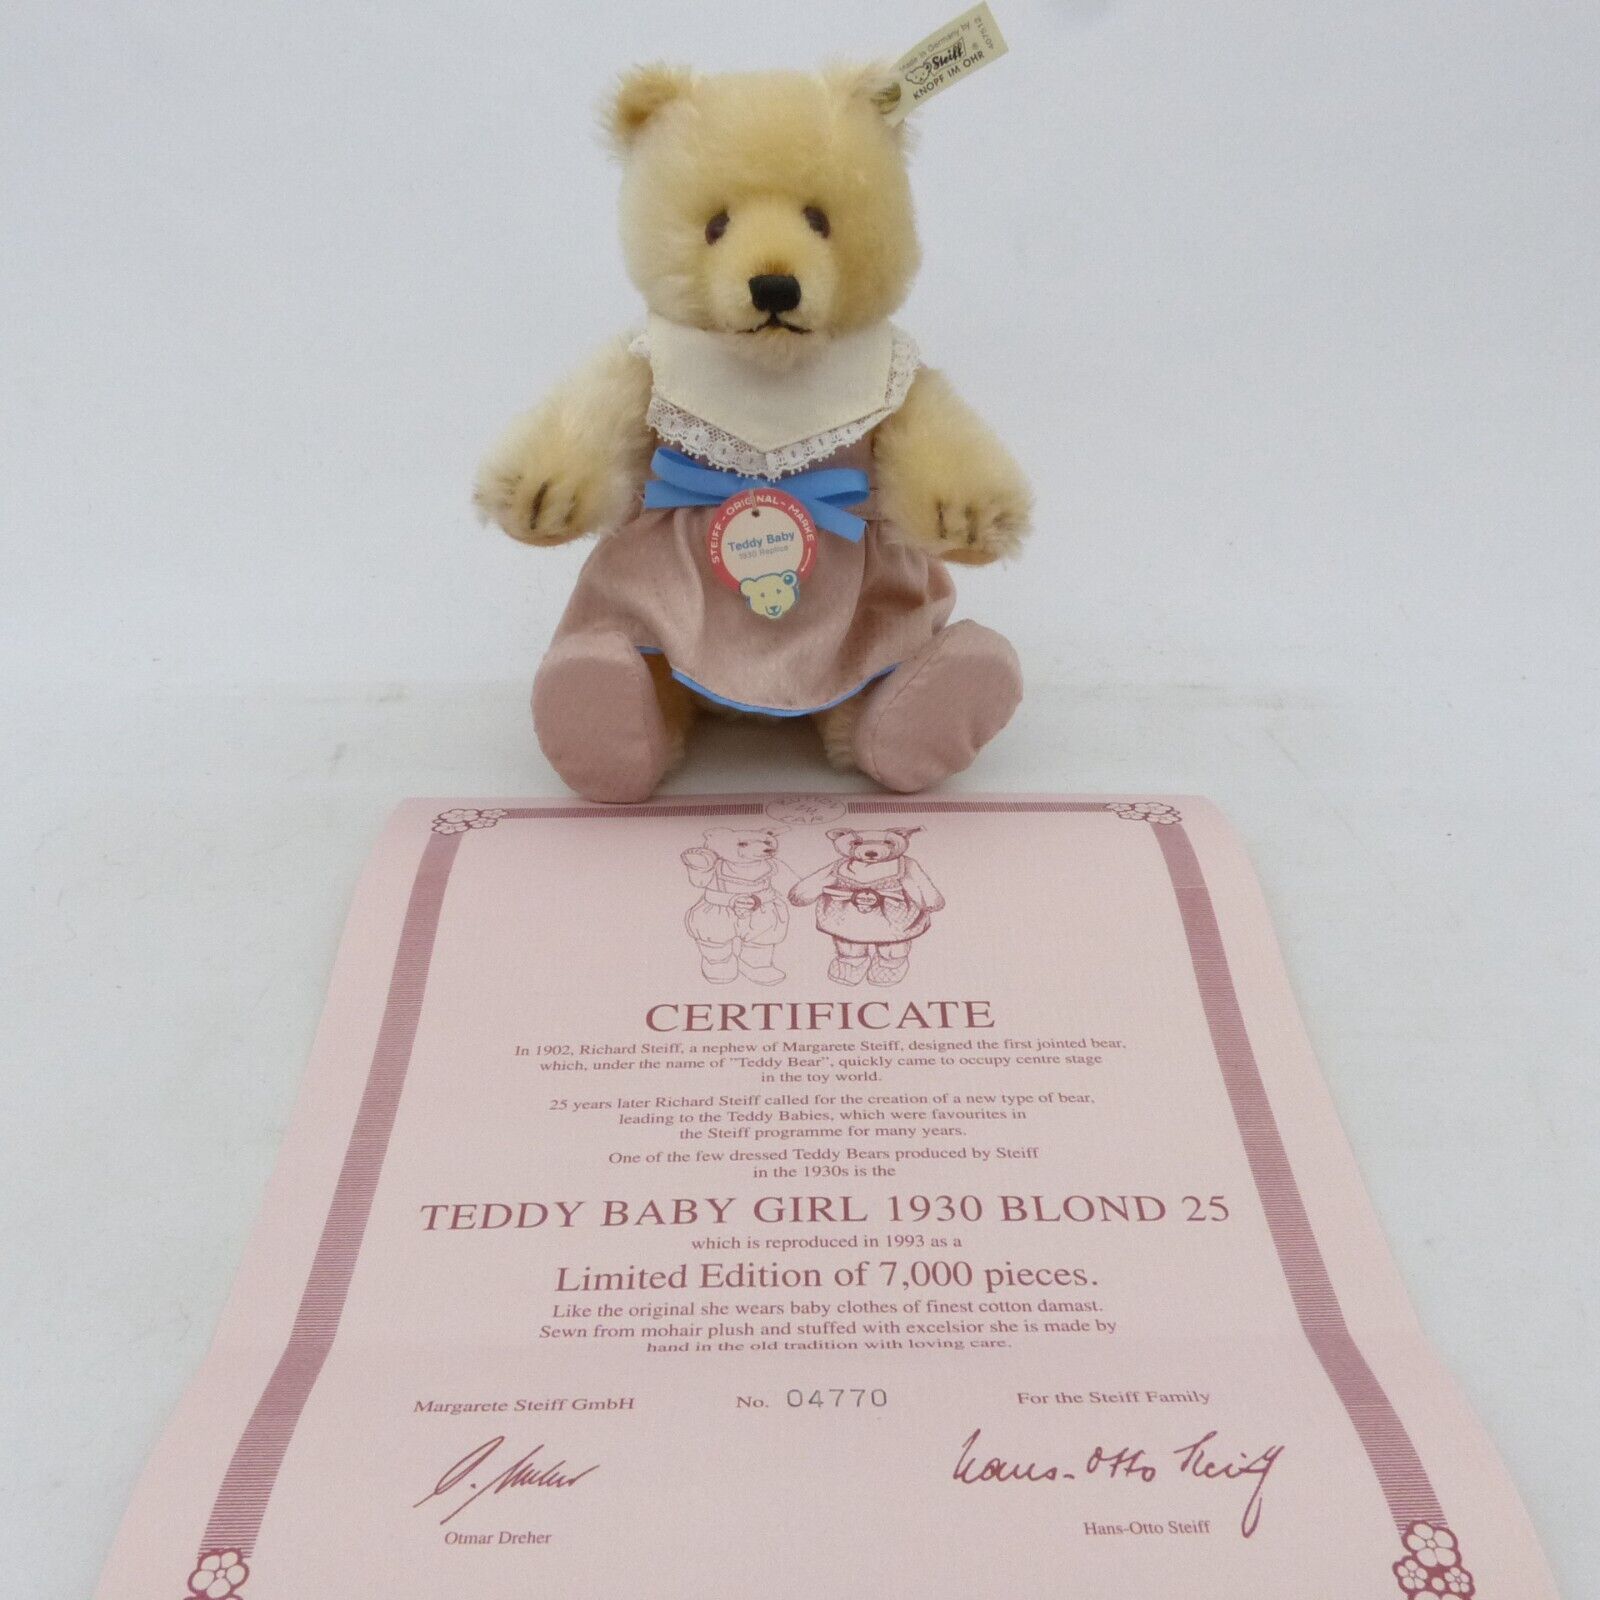 Made in Germany by
Steiff ®
KNOPF IM OHR
407512
STEIFF - ORIGINAL - MARKE
Teddy Baby
1930 Replica
BUTTON
IN
EAR
CERTIFICATE
In 1902, Richard Steiff, a nephew of Margarete Steiff, designed the first jointed bear,
which, under the name of "Teddy Bear", quickly came to occupy centre stage
in the toy world.
25 years later Richard Steiff called for the creation of a new type of bear,
leading to the Teddy Babies, which were favourites in
the Steiff programme for many years.
One of the few dressed Teddy Bears produced by Steiff
in the 1930s is the
TEDDY BABY GIRL 1930 BLOND 25
which is reproduced in 1993 as a
Limited Edition of 7,000 pieces.
Like the original she wears baby clothes of finest cotton damast.
Sewn from mohair plush and stuffed with excelsior she is made by
hand in the old tradition with loving care.
Margarete Steiff GmbH No. 04770 For the Steiff Family
O. Dreher Hans-Otto Steiff
Otmar Dreher Hans-Otto Steiff